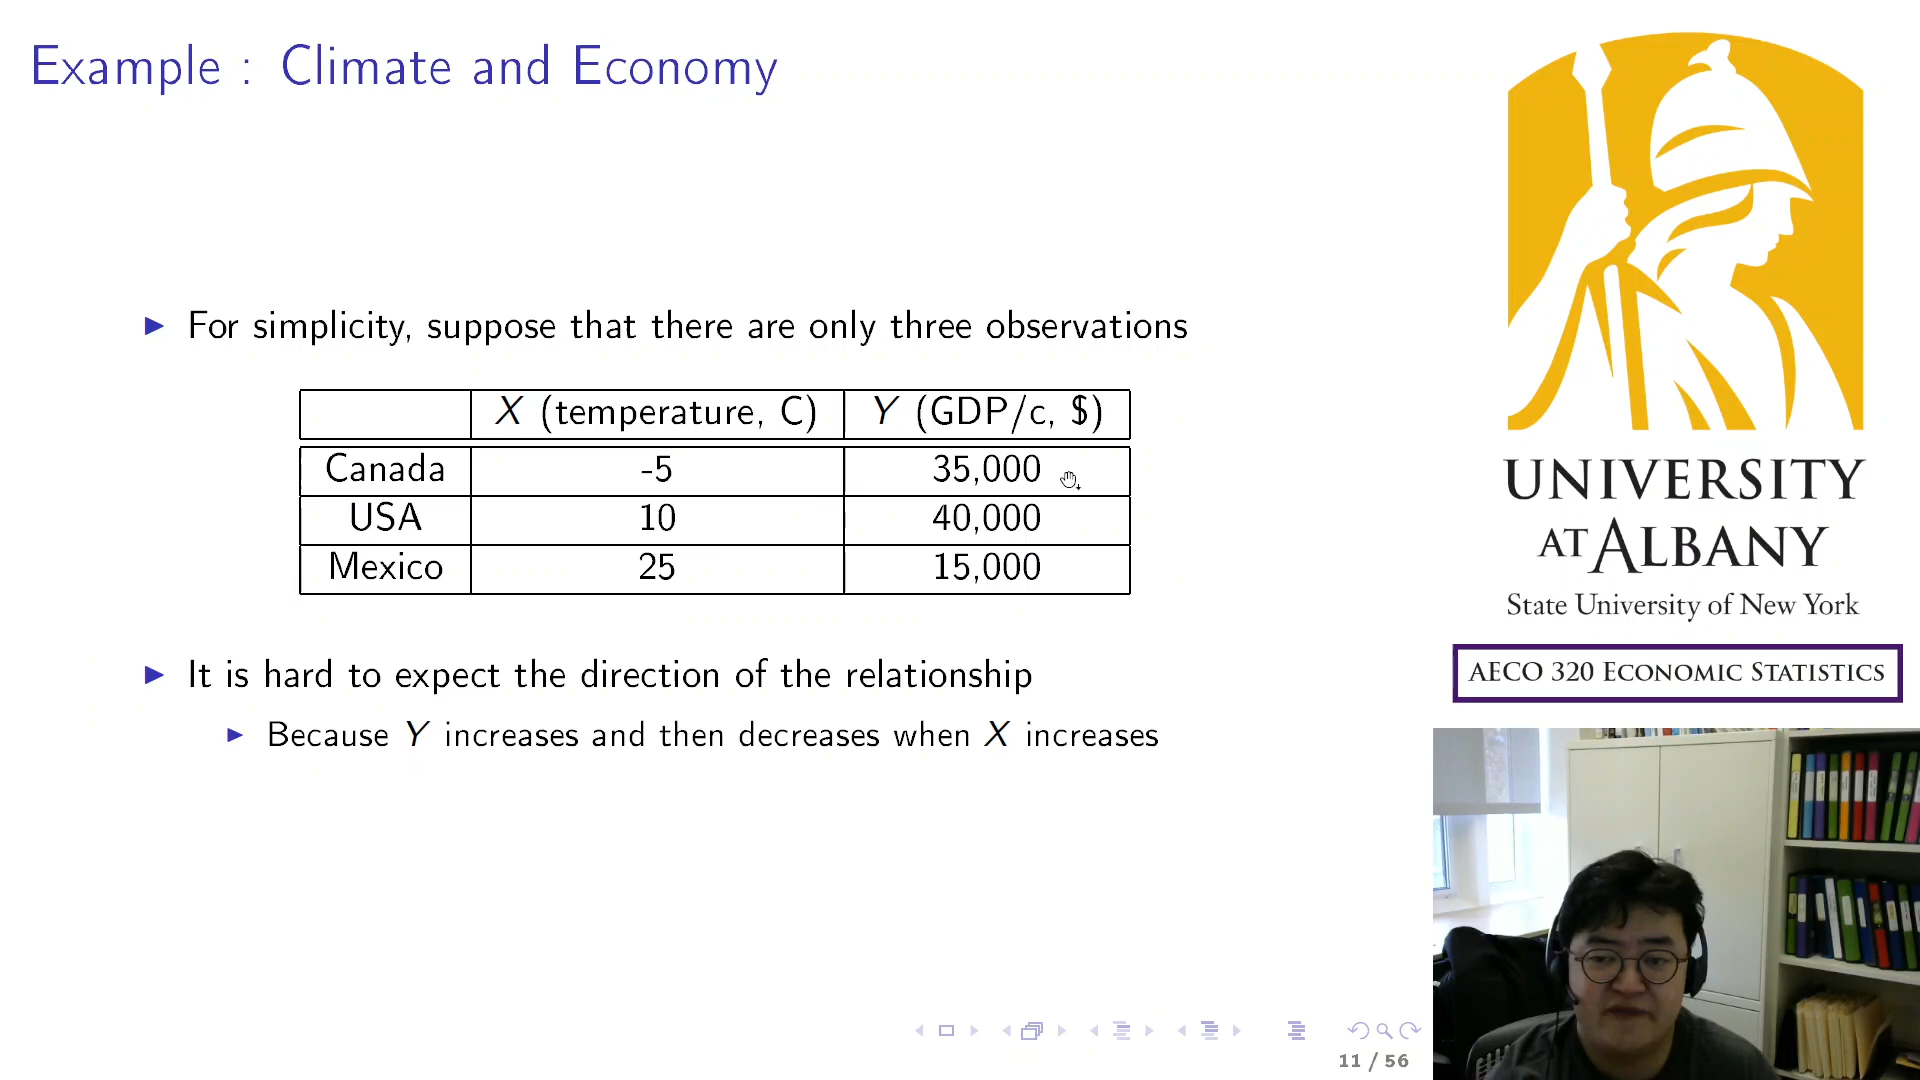 Example : Climate and Economy
For simplicity, suppose that there are only three observations
X (temperature, C) Y (GDP/c, $)
Canada -5 35,000
USA 10 40,000
Mexico 25 15,000
It is hard to expect the direction of the relationship
Because Y increases and then decreases when X increases
11 / 56
UNIVERSITY
AT ALBANY
State University of New York
AECO 320 ECONOMIC STATISTICS